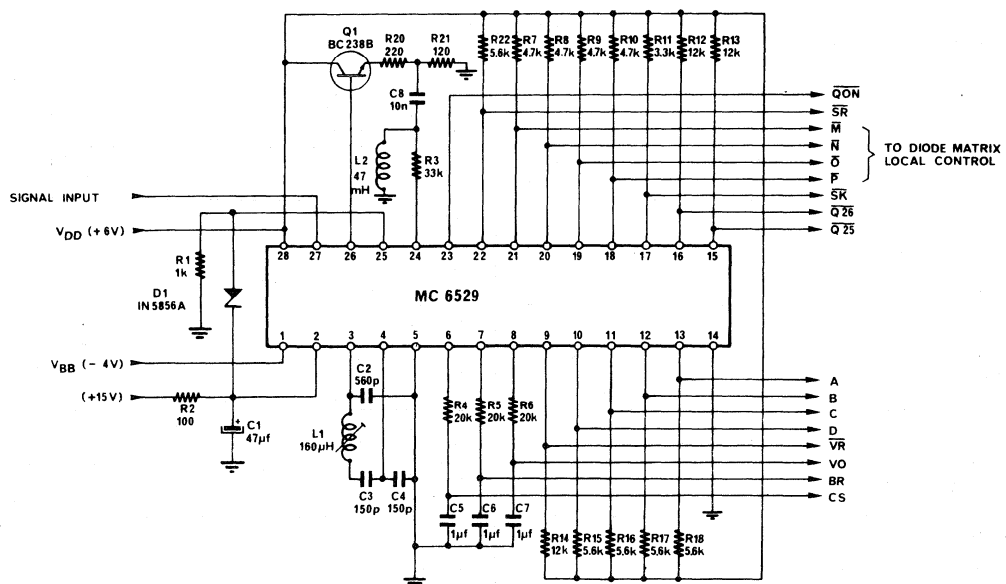 Q1
BC 238B
R20
220
R21
120
R22
5.6k
R7
4.7k
R8
4.7k
R9
4.7k
R10
4.7k
R11
3.3k
R12
12k
R13
12k
C8
10n
L2
47
mH
R3
33k
QON
SR
M
N
O
P
SK
Q26
Q25
TO DIODE MATRIX
LOCAL CONTROL
SIGNAL INPUT
VDD (+6V)
R1
1k
D1
IN5856A
28 27 26 25 24 23 22 21 20 19 18 17 16 15
MC 6529
1 2 3 4 5 6 7 8 9 10 11 12 13 14
VBB (- 4V)
(+15V)
R2
100
+
C1
47µf
C2
560p
L1
160µH
C3
150p
C4
150p
R4
20k
R5
20k
R6
20k
C5
1µf
C6
1µf
C7
1µf
A
B
C
D
VR
VO
BR
CS
R14
12k
R15
5.6k
R16
5.6k
R17
5.6k
R18
5.6k